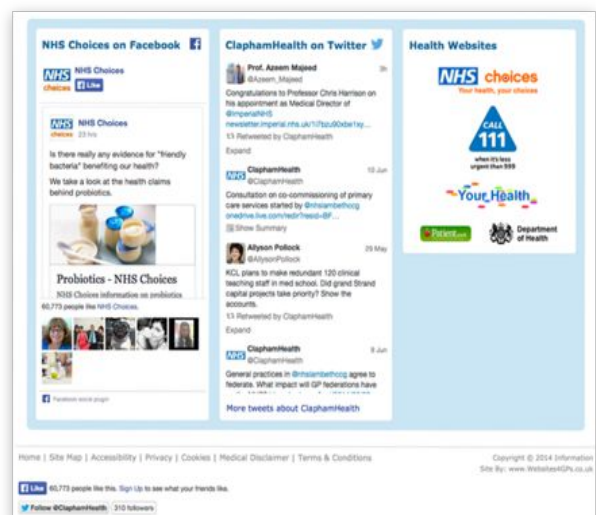 NHS Choices on Facebook
NHS Choices
NHS
choices
Like
NHS Choices
NHS
choices
23 hrs
Is there really any evidence for "friendly
bacteria" benefiting our health?
We take a look at the health claims
behind probiotics.
Probiotics - NHS Choices
NHS Choices information on probiotics
60,773 people like NHS Choices.
Facebook social plugin
ClaphamHealth on Twitter
Prof. Azeem Majeed 3h
@Azeem_Majeed
Congratulations to Professor Chris Harrison on
his appointment as Medical Director of
@ImperialNHS
Retweeted by ClaphamHealth
Expand
NHS
ClaphamHealth 10 Jun
@ClaphamHealth
Consultation on co-commissioning of primary
care services started by @nhslambethccg
Show Summary
Allyson Pollock 29 May
@AllysonPollock
KCL plans to make redundant 120 clinical
teaching staff in med school. Did grand Strand
capital projects take priority? Show the
accounts.
Retweeted by ClaphamHealth
Expand
NHS
ClaphamHealth 9 Jun
@ClaphamHealth
General practices in @nhslambethccg agree to
federate. What impact will GP federations have
More tweets about ClaphamHealth
Health Websites
NHS choices
Your health, your choices
CALL
111
when it's less
urgent than 999
Your Health
Patient.co.uk
Department
of Health
Home | Site Map | Accessibility | Privacy | Cookies | Medical Disclaimer | Terms & Conditions
Copyright © 2014 Information
Site By: www.Websites4GPs.co.uk
Like 60,773 people like this. Sign Up to see what your friends like.
Follow @ClaphamHealth 310 followers